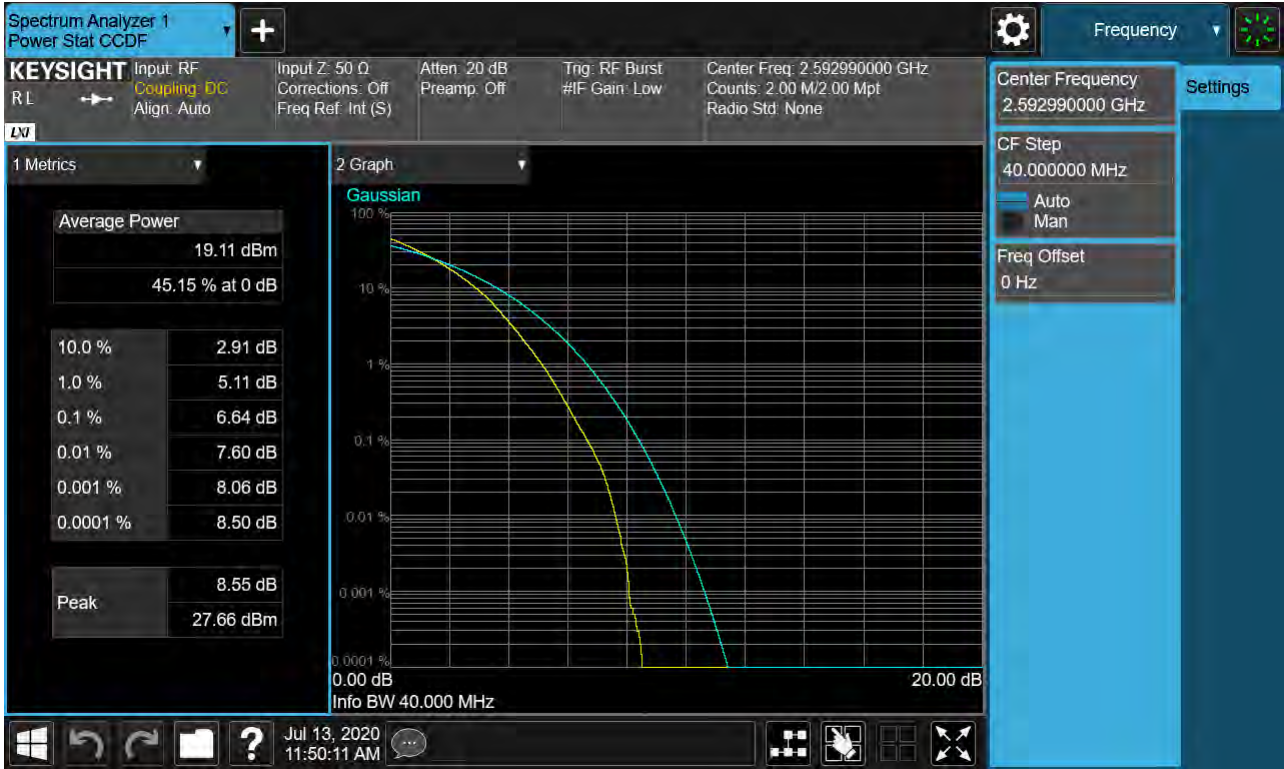 Spectrum Analyzer 1
Power Stat CCDF
+
Frequency
KEYSIGHT
R L
LXI
Input: RF
Coupling: DC
Align: Auto
Input Z: 50 Ω
Corrections: Off
Freq Ref: Int (S)
Atten: 20 dB
Preamp: Off
Trig: RF Burst
#IF Gain: Low
Center Freq: 2.592990000 GHz
Counts: 2.00 M/2.00 Mpt
Radio Std: None
Center Frequency
2.592990000 GHz
Settings
CF Step
40.000000 MHz
Auto
Man
Freq Offset
0 Hz
1 Metrics
Average Power
19.11 dBm
45.15 % at 0 dB
10.0 % 2.91 dB
1.0 % 5.11 dB
0.1 % 6.64 dB
0.01 % 7.60 dB
0.001 % 8.06 dB
0.0001 % 8.50 dB
Peak
8.55 dB
27.66 dBm
2 Graph
Gaussian
100 %
10 %
1 %
0.1 %
0.01 %
0.001 %
0.0001 %
0.00 dB 20.00 dB
Info BW 40.000 MHz
?
Jul 13, 2020
11:50:11 AM